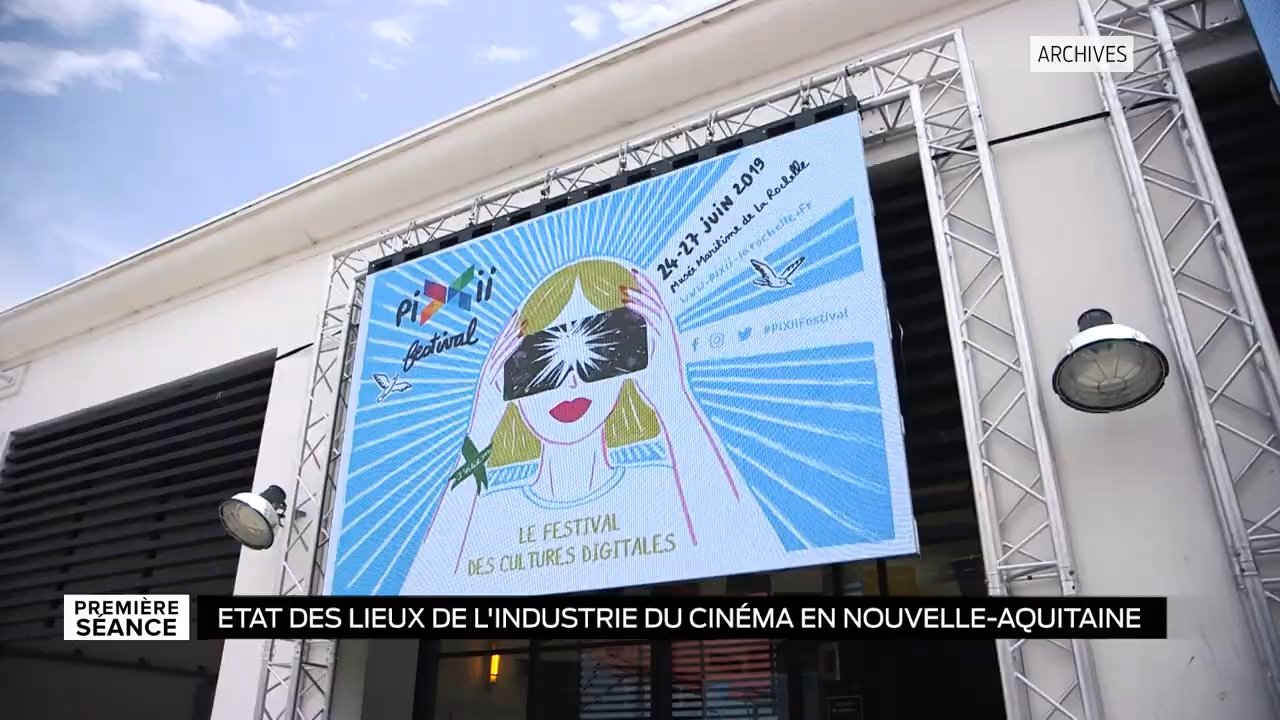 ARCHIVES
24-27 juin 2019
Musée Maritime de la Rochelle
www.pixii-larochelle.fr
pixii
festival
#PIXIIFestival
LE FESTIVAL
DES CULTURES DIGITALES
PREMIÈRE
SÉANCE
ETAT DES LIEUX DE L'INDUSTRIE DU CINÉMA EN NOUVELLE-AQUITAINE